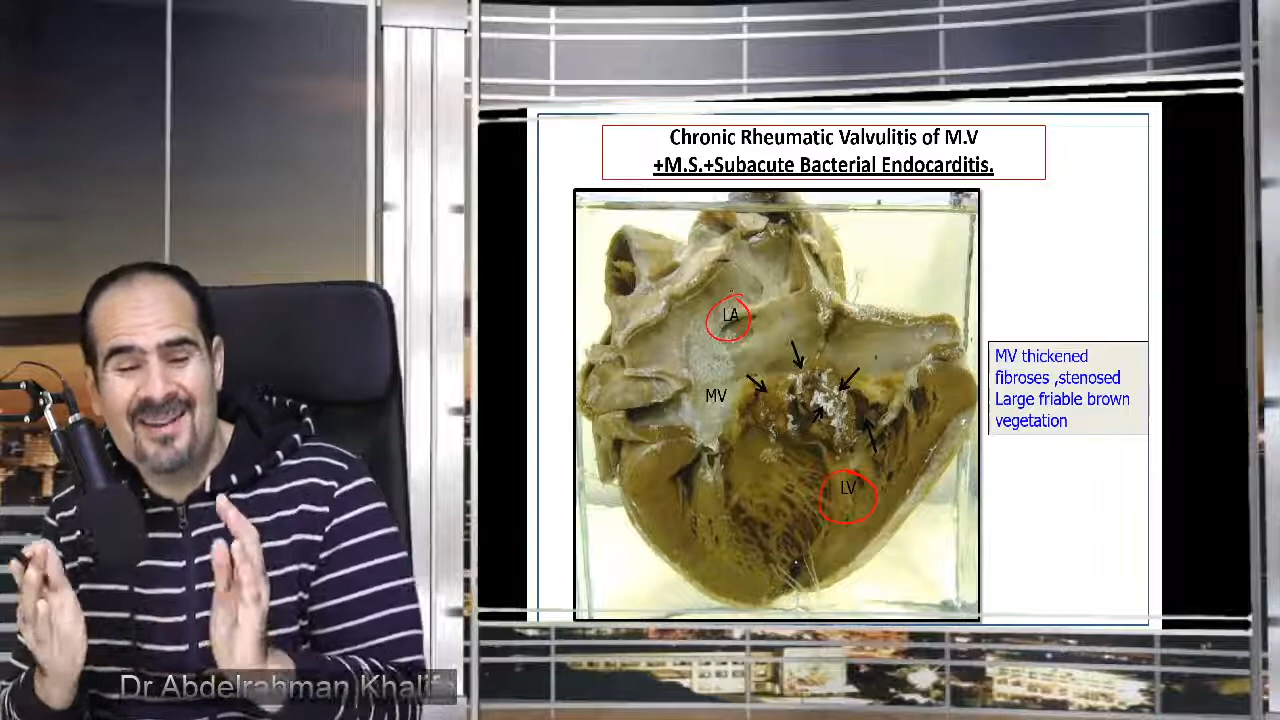 Chronic Rheumatic Valvulitis of M.V
+M.S.+Subacute Bacterial Endocarditis.
LA
MV
LV
MV thickened
fibroses ,stenosed
Large friable brown
vegetation
Dr Abdelrahman Khalif